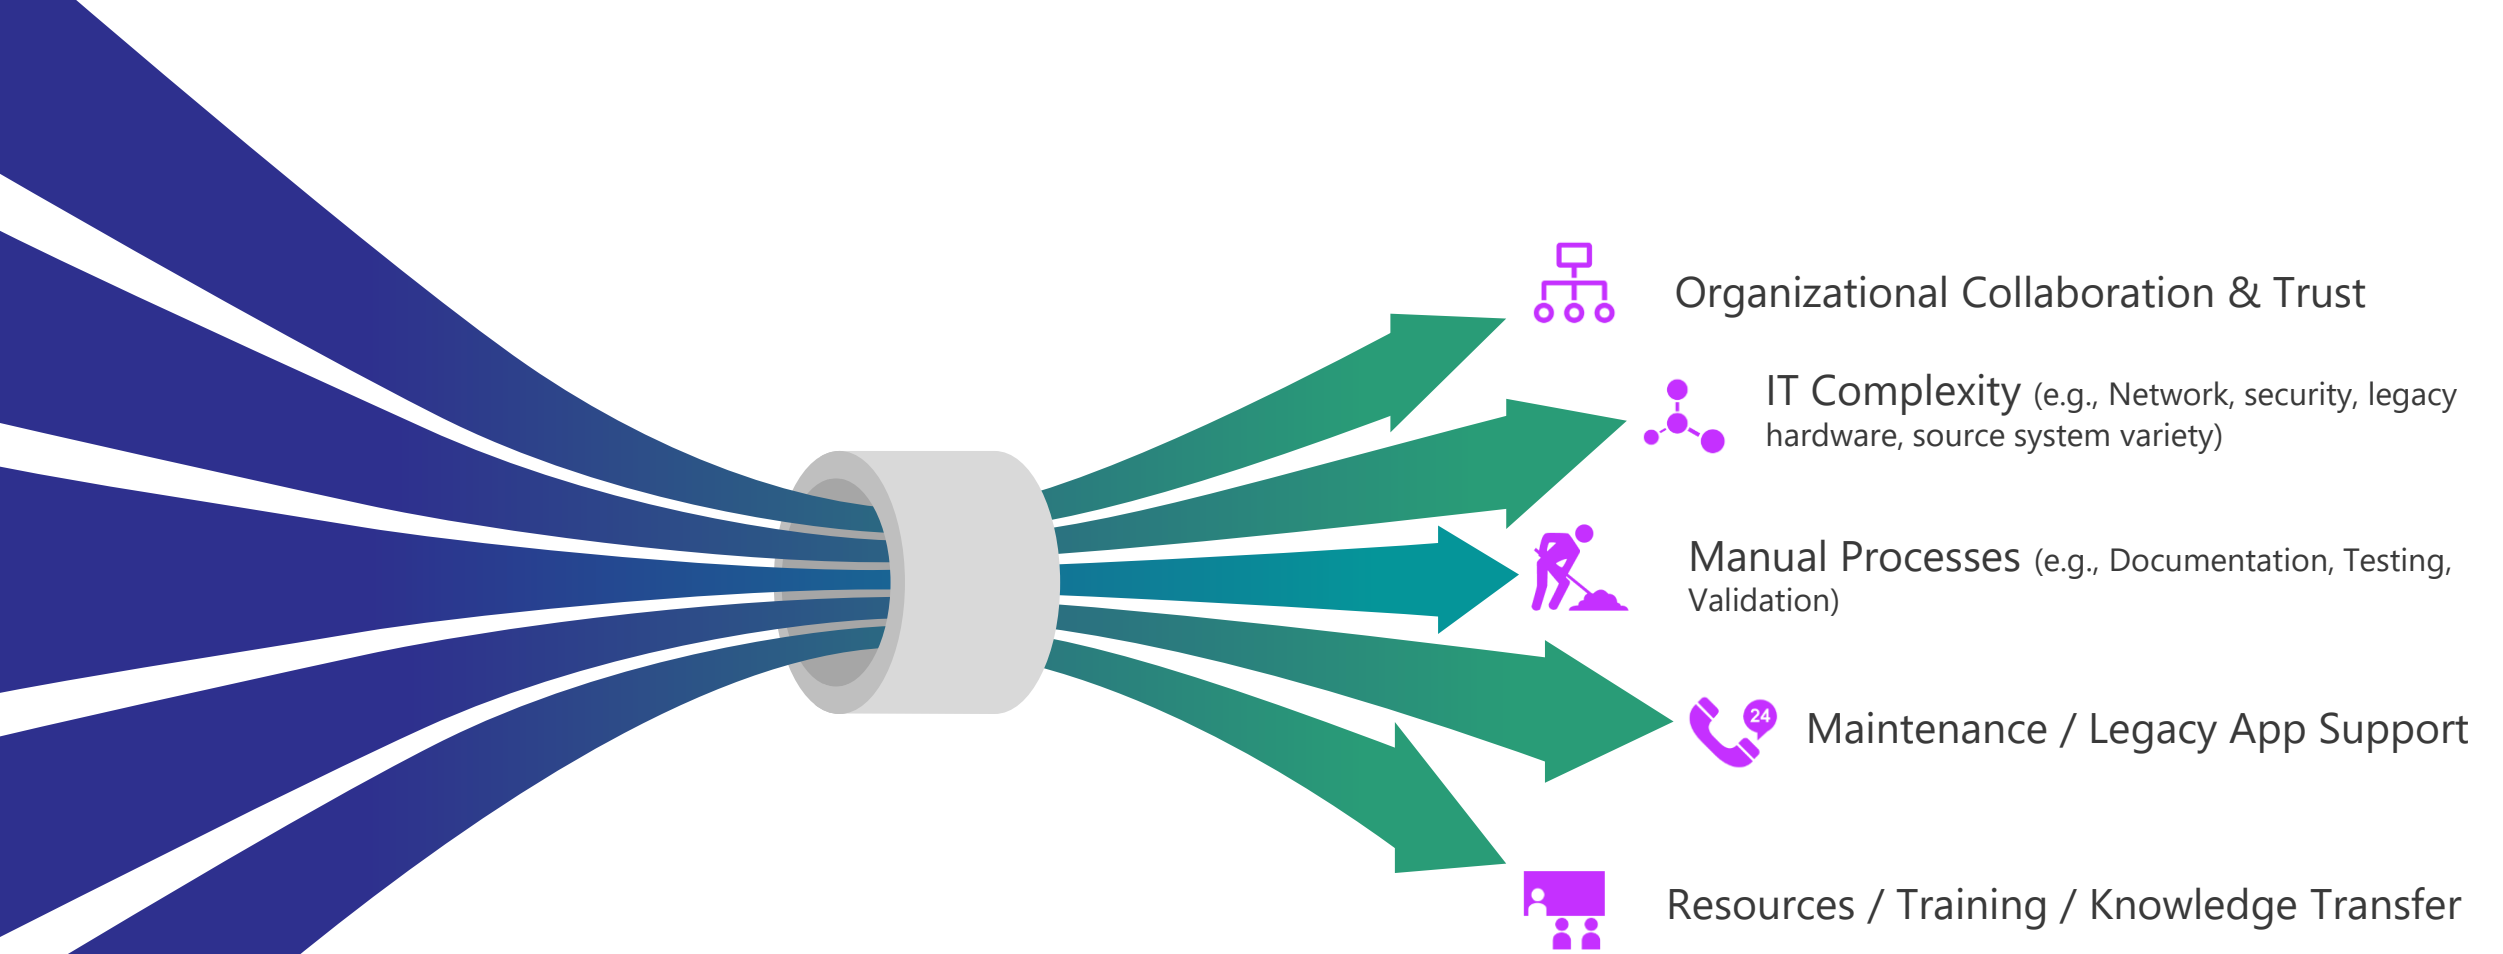 Organizational Collaboration & Trust
IT Complexity (e.g., Network, security, legacy
hardware, source system variety)
Manual Processes (e.g., Documentation, Testing,
Validation)
24
Maintenance / Legacy App Support
Resources / Training / Knowledge Transfer